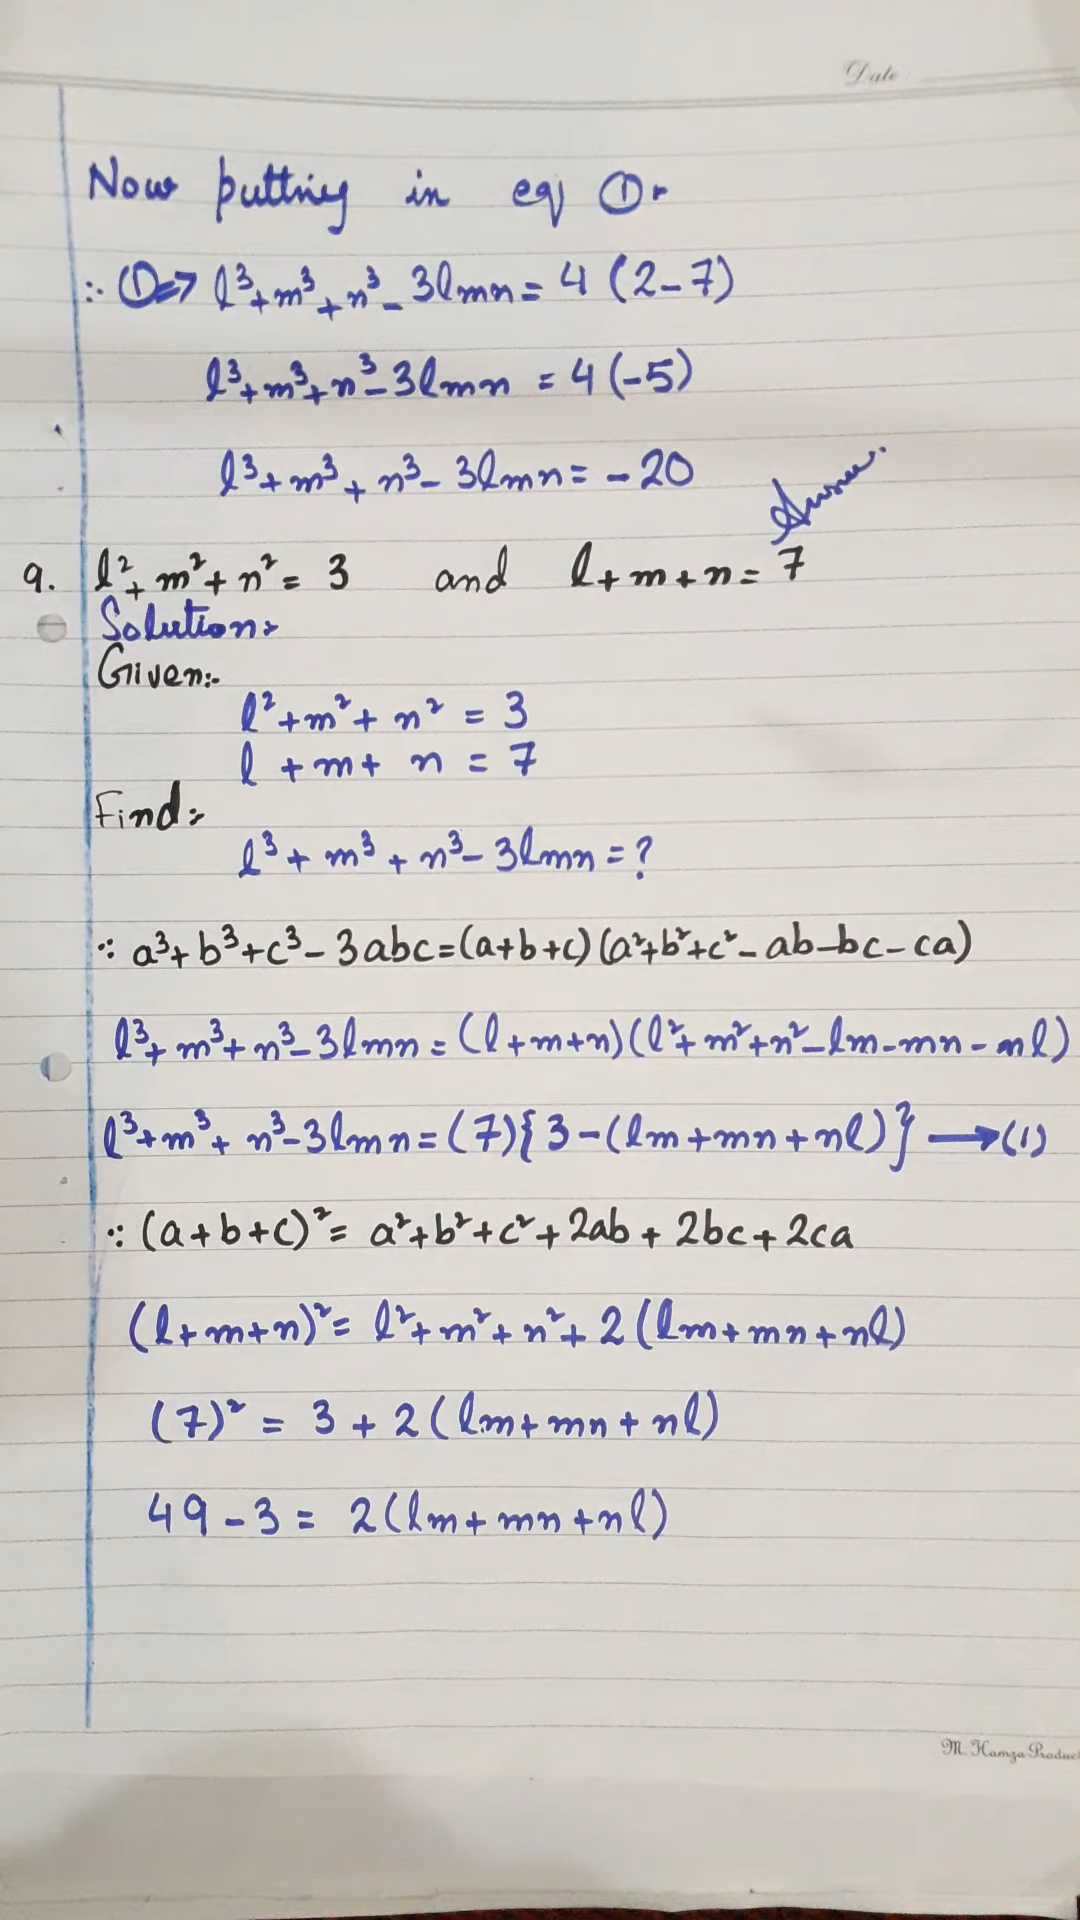 Date
Now putting in eq ①:-
∴ ①=> l³+m³+n³-3lmn=4(2-7)
l³+m³+n³-3lmn=4(-5)
l³+m³+n³-3lmn=-20
Answer.
9. l²+m²+n²=3 and l+m+n=7
Solution:-
Given:-
l²+m²+n²=3
l+m+n=7
Find:-
l³+m³+n³-3lmn=?
∵ a³+b³+c³-3abc=(a+b+c)(a²+b²+c²-ab-bc-ca)
l³+m³+n³-3lmn=(l+m+n)(l²+m²+n²-lm-mn-nl)
l³+m³+n³-3lmn=(7){3-(lm+mn+nl)}→(1)
∵ (a+b+c)²=a²+b²+c²+2ab+2bc+2ca
(l+m+n)²=l²+m²+n²+2(lm+mn+nl)
(7)²=3+2(lm+mn+nl)
49-3=2(lm+mn+nl)
M. Hamza Product